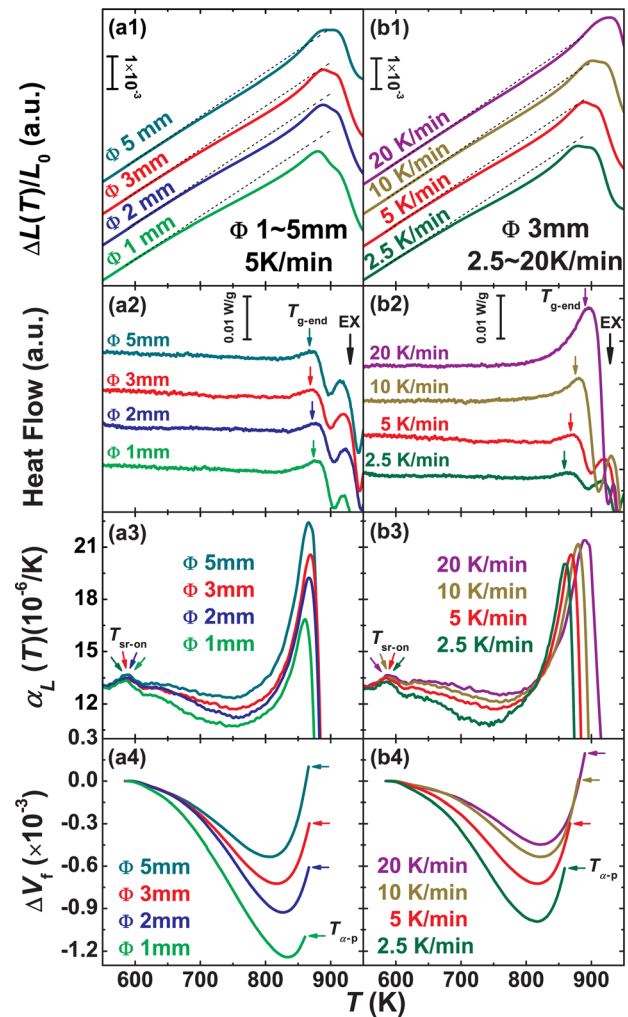 (a1)
1×10-3
Φ 5 mm
Φ 3mm
Φ 2 mm
Φ 1 mm
Φ 1~5mm
5K/min
(b1)
1×10-3
20 K/min
10 K/min
5 K/min
2.5 K/min
Φ 3mm
2.5~20K/min
ΔL(T)/L0 (a.u.)
(a2)
0.01 W/g
Tg-end
EX
Φ 5mm
Φ 3mm
Φ 2mm
Φ 1mm
(b2)
0.01 W/g
Tg-end
EX
20 K/min
10 K/min
5 K/min
2.5 K/min
Heat Flow (a.u.)
(a3)
Φ 5mm
Φ 3mm
Φ 2mm
Φ 1mm
Tsr-on
(b3)
20 K/min
10 K/min
5 K/min
2.5 K/min
Tsr-on
21
18
15
12
0.3
αL (T)(10-6/K)
(a4)
Φ 5mm
Φ 3mm
Φ 2mm
Φ 1mm
Tα-p
(b4)
20 K/min
10 K/min
5 K/min
2.5 K/min
Tα-p
0.0
-0.3
-0.6
-0.9
-1.2
ΔVf (×10-3)
600 750 900 600 750 900
T (K)